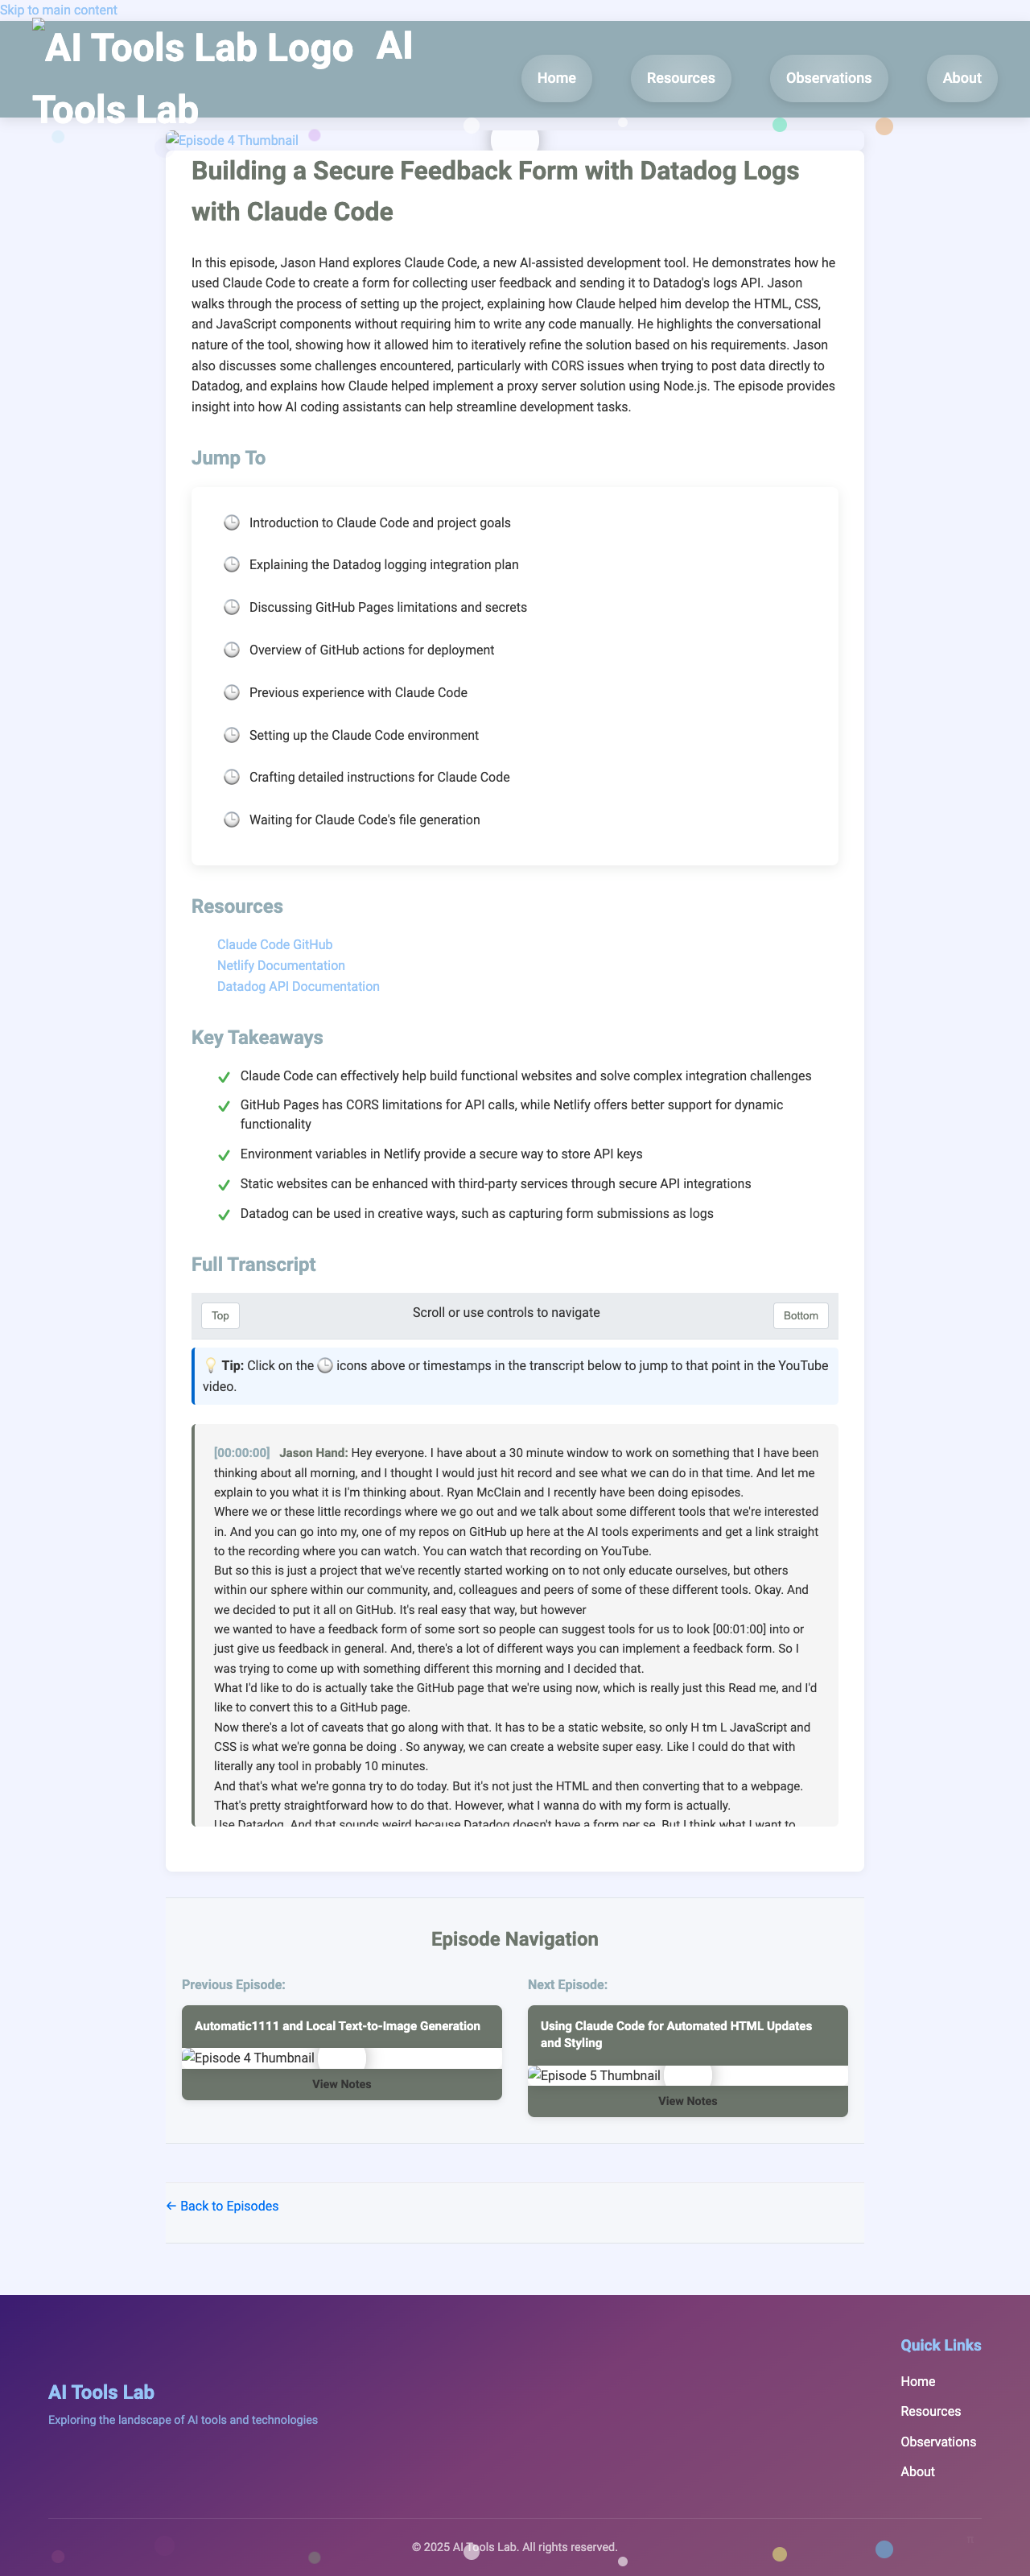 Skip to main content
AI Tools Lab Logo AI
Tools Lab
Home
Resources
Observations
About
Episode 4 Thumbnail
Building a Secure Feedback Form with Datadog Logs
with Claude Code
In this episode, Jason Hand explores Claude Code, a new AI-assisted development tool. He demonstrates how he
used Claude Code to create a form for collecting user feedback and sending it to Datadog's logs API. Jason
walks through the process of setting up the project, explaining how Claude helped him develop the HTML, CSS,
and JavaScript components without requiring him to write any code manually. He highlights the conversational
nature of the tool, showing how it allowed him to iteratively refine the solution based on his requirements. Jason
also discusses some challenges encountered, particularly with CORS issues when trying to post data directly to
Datadog, and explains how Claude helped implement a proxy server solution using Node.js. The episode provides
insight into how AI coding assistants can help streamline development tasks.
Jump To
Introduction to Claude Code and project goals
Explaining the Datadog logging integration plan
Discussing GitHub Pages limitations and secrets
Overview of GitHub actions for deployment
Previous experience with Claude Code
Setting up the Claude Code environment
Crafting detailed instructions for Claude Code
Waiting for Claude Code's file generation
Resources
Claude Code GitHub
Netlify Documentation
Datadog API Documentation
Key Takeaways
Claude Code can effectively help build functional websites and solve complex integration challenges
GitHub Pages has CORS limitations for API calls, while Netlify offers better support for dynamic
functionality
Environment variables in Netlify provide a secure way to store API keys
Static websites can be enhanced with third-party services through secure API integrations
Datadog can be used in creative ways, such as capturing form submissions as logs
Full Transcript
Top
Scroll or use controls to navigate
Bottom
💡 Tip: Click on the 🕒 icons above or timestamps in the transcript below to jump to that point in the YouTube
video.
[00:00:00] Jason Hand: Hey everyone. I have about a 30 minute window to work on something that I have been
thinking about all morning, and I thought I would just hit record and see what we can do in that time. And let me
explain to you what it is I'm thinking about. Ryan McClain and I recently have been doing episodes.
Where we or these little recordings where we go out and we talk about some different tools that we're interested
in. And you can go into my, one of my repos on GitHub up here at the AI tools experiments and get a link straight
to the recording where you can watch. You can watch that recording on YouTube.
But so this is just a project that we've recently started working on to not only educate ourselves, but others
within our sphere within our community, and, colleagues and peers of some of these different tools. Okay. And
we decided to put it all on GitHub. It's real easy that way, but however
we wanted to have a feedback form of some sort so people can suggest tools for us to look [00:01:00] into or
just give us feedback in general. And, there's a lot of different ways you can implement a feedback form. So I
was trying to come up with something different this morning and I decided that.
What I'd like to do is actually take the GitHub page that we're using now, which is really just this Read me, and I'd
like to convert this to a GitHub page.
Now there's a lot of caveats that go along with that. It has to be a static website, so only H tm L JavaScript and
CSS is what we're gonna be doing . So anyway, we can create a website super easy. Like I could do that with
literally any tool in probably 10 minutes.
And that's what we're gonna try to do today. But it's not just the HTML and then converting that to a webpage.
That's pretty straightforward how to do that. However, what I wanna do with my form is actually.
Use Datadog. And that sounds weird because Datadog doesn't have a form per se. But I think what I want to
Episode Navigation
Previous Episode:
Automatic1111 and Local Text-to-Image Generation
Episode 4 Thumbnail
View Notes
Next Episode:
Using Claude Code for Automated HTML Updates
and Styling
Episode 5 Thumbnail
View Notes
← Back to Episodes
AI Tools Lab
Exploring the landscape of AI tools and technologies
Quick Links
Home
Resources
Observations
About
© 2025 AI Tools Lab. All rights reserved.